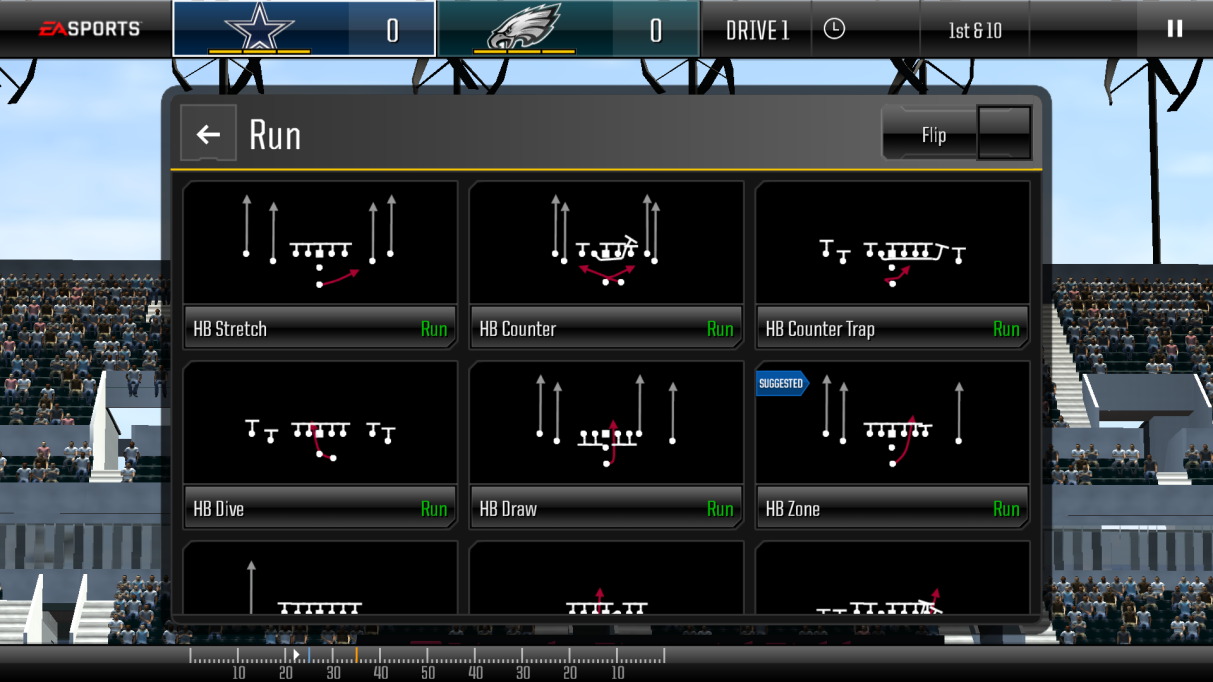 EA SPORTS
0
0
DRIVE 1
1st & 10
Run
Flip
HB Stretch Run
HB Counter Run
HB Counter Trap Run
SUGGESTED
HB Dive Run
HB Draw Run
HB Zone Run
10 20 30 40 50 40 30 20 10